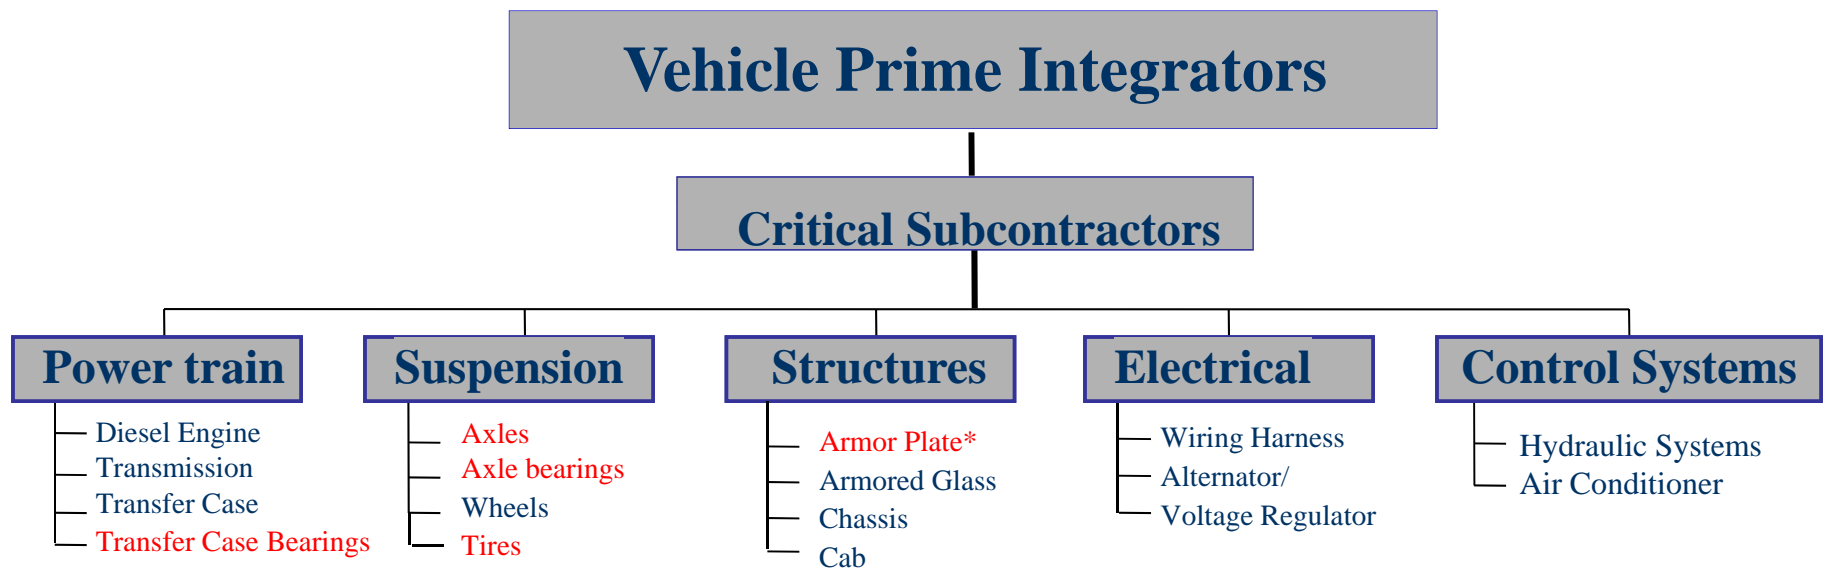 Vehicle Prime Integrators
Critical Subcontractors
Power train
Diesel Engine
Transmission
Transfer Case
Transfer Case Bearings
Suspension
Axles
Axle bearings
Wheels
Tires
Structures
Armor Plate*
Armored Glass
Chassis
Cab
Electrical
Wiring Harness
Alternator/
Voltage Regulator
Control Systems
Hydraulic Systems
Air Conditioner